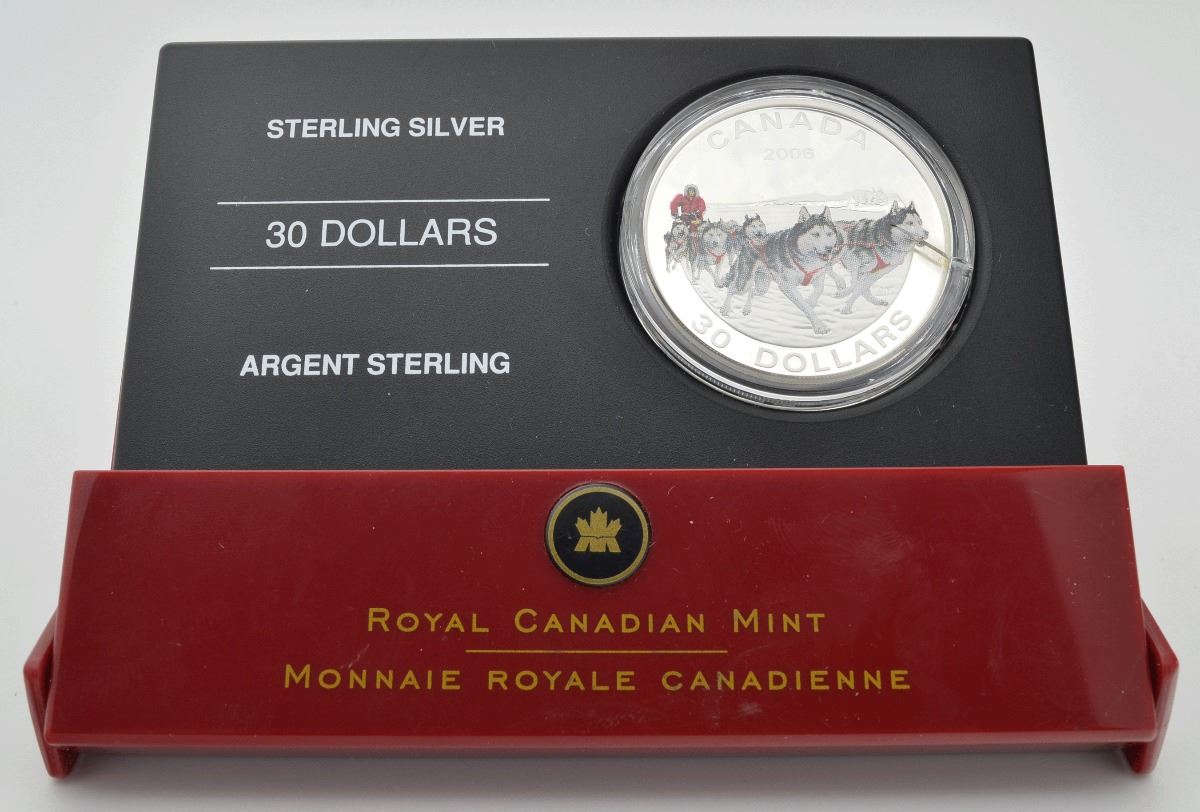 STERLING SILVER
30 DOLLARS
ARGENT STERLING
CANADA
2006
30 DOLLARS
ROYAL CANADIAN MINT
MONNAIE ROYALE CANADIENNE